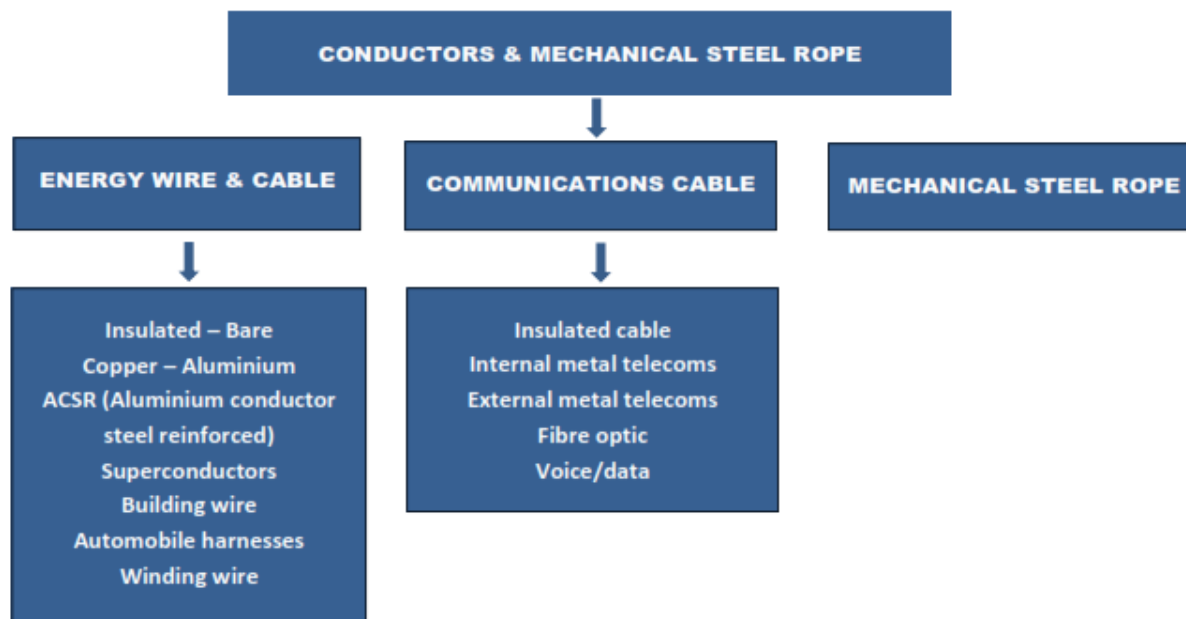 CONDUCTORS & MECHANICAL STEEL ROPE
ENERGY WIRE & CABLE
COMMUNICATIONS CABLE
MECHANICAL STEEL ROPE
Insulated – Bare
Copper – Aluminium
ACSR (Aluminium conductor
steel reinforced)
Superconductors
Building wire
Automobile harnesses
Winding wire
Insulated cable
Internal metal telecoms
External metal telecoms
Fibre optic
Voice/data